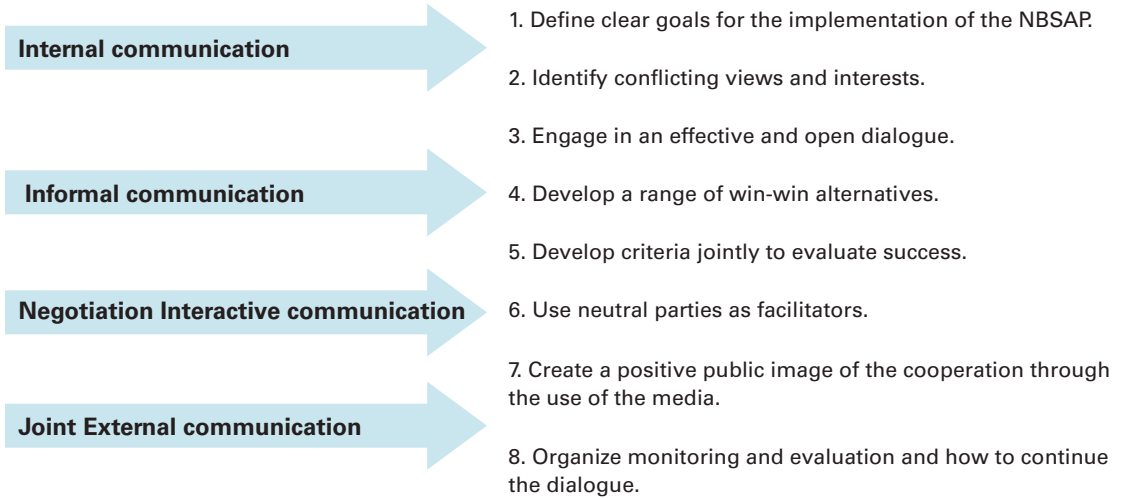 Internal communication
Informal communication
Negotiation Interactive communication
Joint External communication
1. Define clear goals for the implementation of the NBSAP.
2. Identify conflicting views and interests.
3. Engage in an effective and open dialogue.
4. Develop a range of win-win alternatives.
5. Develop criteria jointly to evaluate success.
6. Use neutral parties as facilitators.
7. Create a positive public image of the cooperation through
the use of the media.
8. Organize monitoring and evaluation and how to continue
the dialogue.